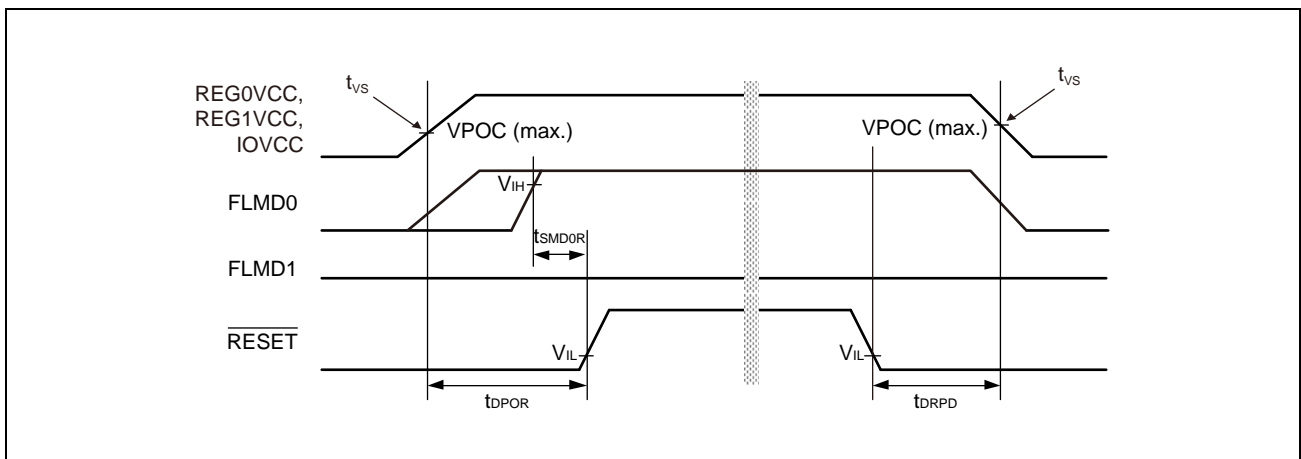 REG0VCC,
REG1VCC,
IOVCC
tVS
VPOC (max.)
VPOC (max.)
tVS
FLMD0
VIH
tSMD0R
FLMD1
RESET
VIL
VIL
tDPOR
tDRPD